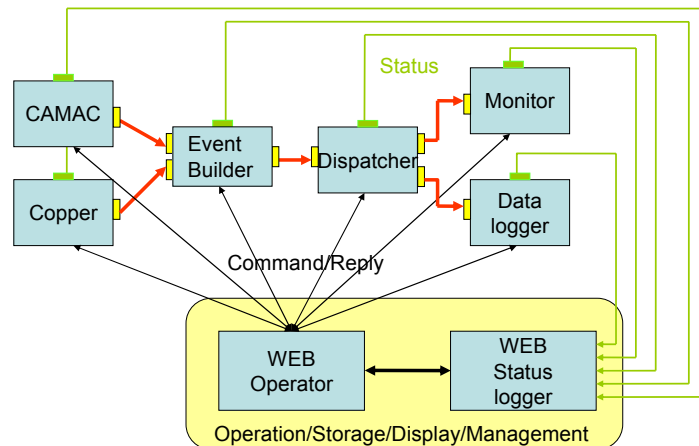 Status
CAMAC
Monitor
Event
Builder
Dispatcher
Copper
Data
logger
Command/Reply
WEB
Operator
WEB
Status
logger
Operation/Storage/Display/Management